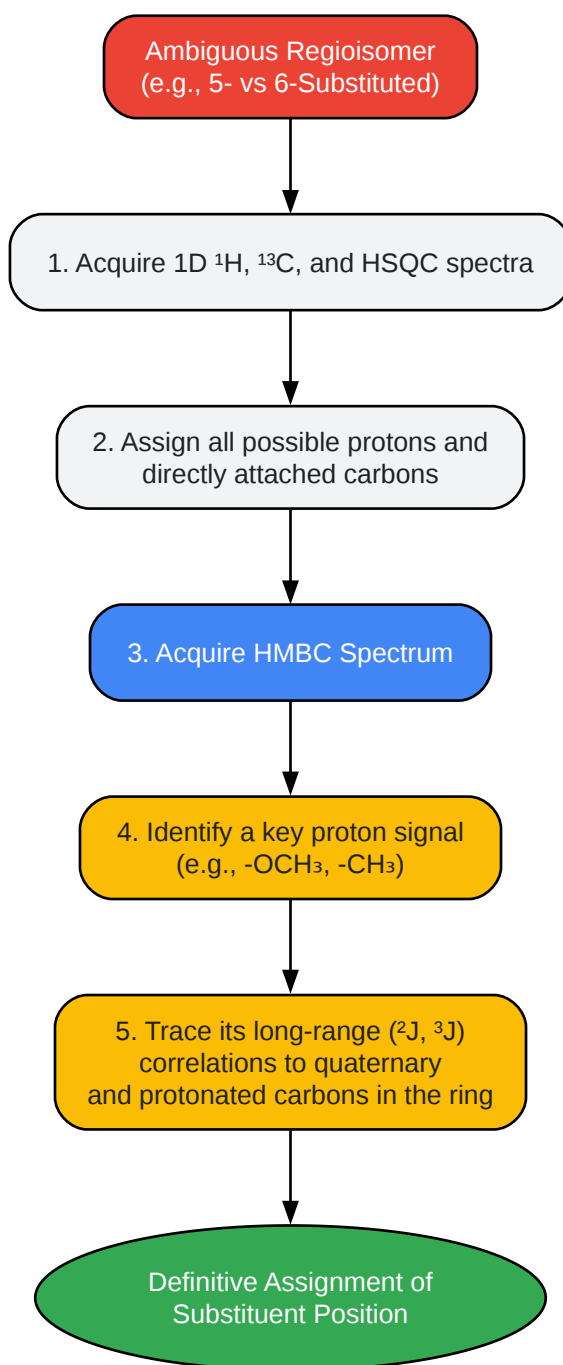 Ambiguous Regioisomer
(e.g., 5- vs 6-Substituted)
1. Acquire 1D ¹H, ¹³C, and HSQC spectra
2. Assign all possible protons and
directly attached carbons
3. Acquire HMBC Spectrum
4. Identify a key proton signal
(e.g., -OCH₃, -CH₃)
5. Trace its long-range (²J, ³J)
correlations to quaternary
and protonated carbons in the ring
Definitive Assignment of
Substituent Position